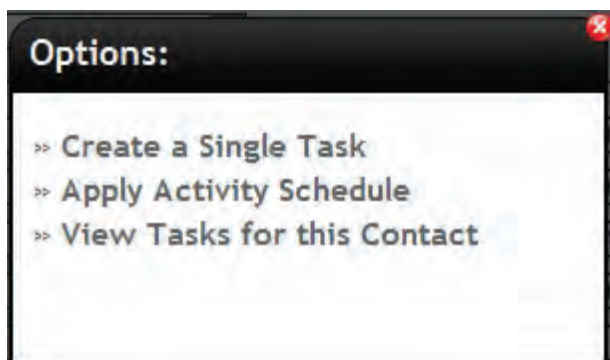 Options:
» Create a Single Task
» Apply Activity Schedule
» View Tasks for this Contact